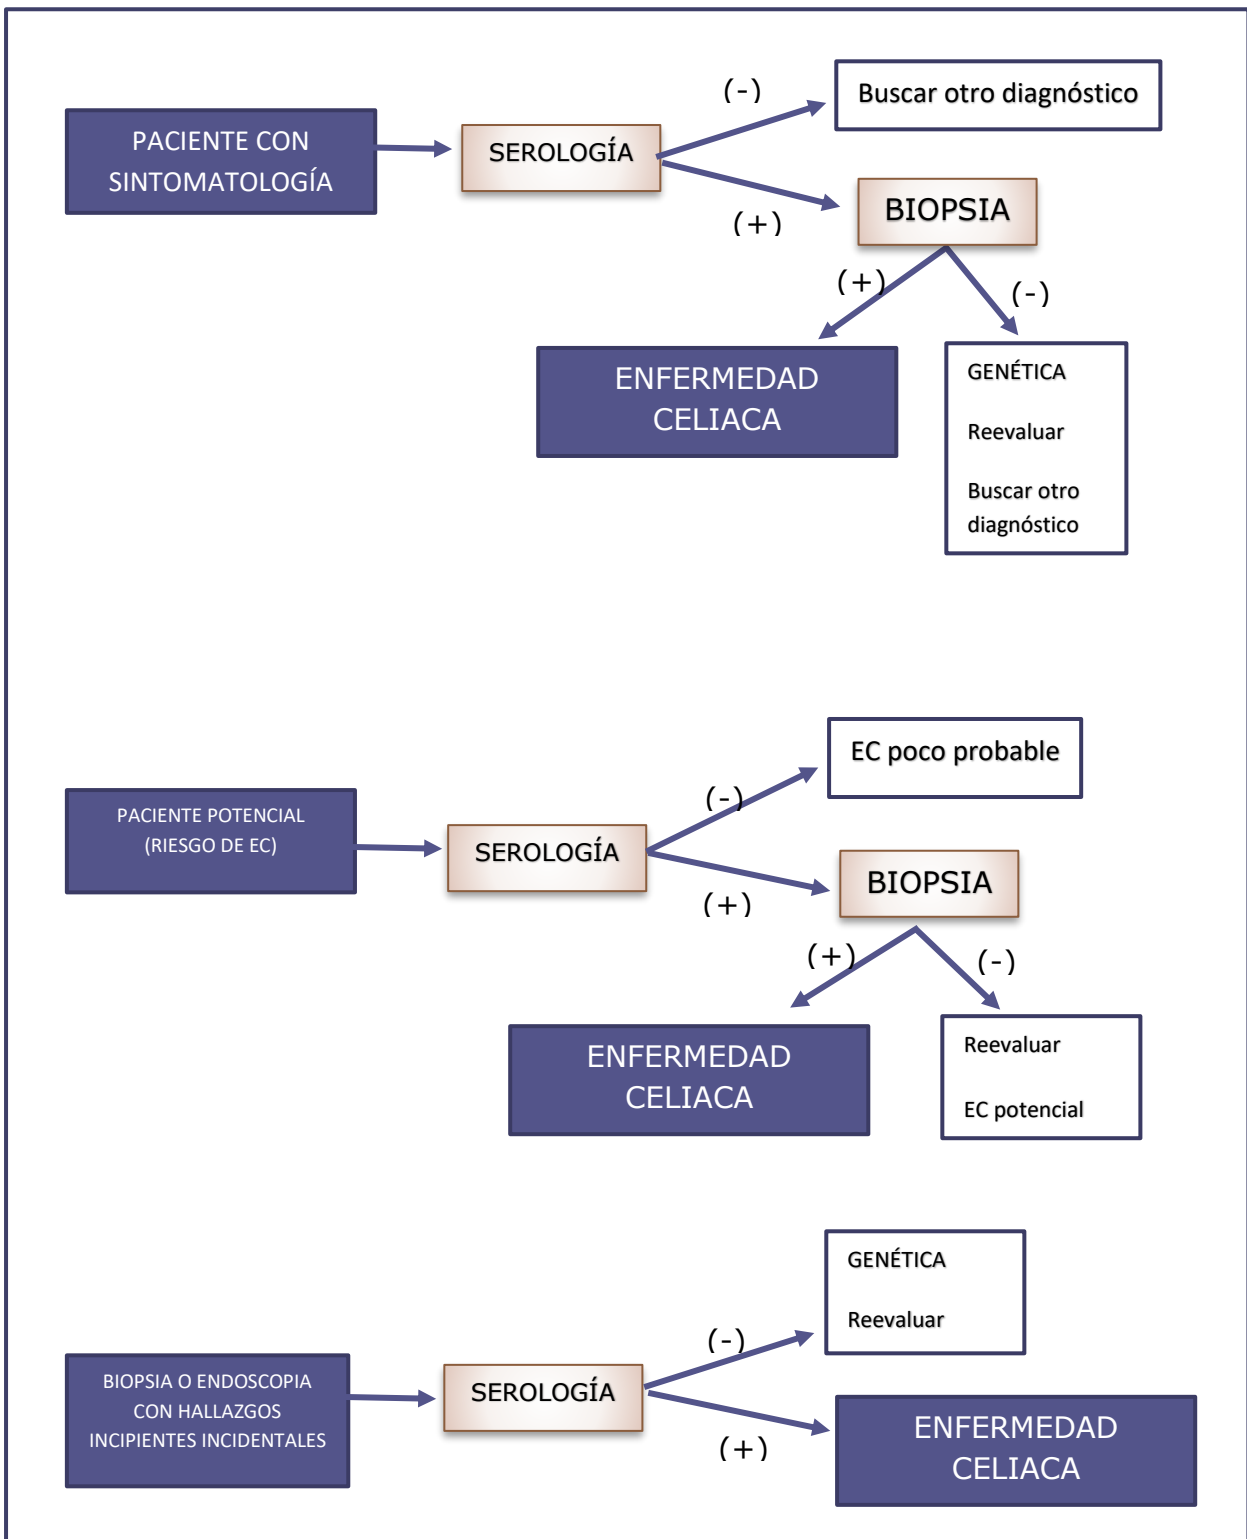 PACIENTE CON
SINTOMATOLOGÍA
SEROLOGÍA
(-)
Buscar otro diagnóstico
(+)
BIOPSIA
(+)
(-)
ENFERMEDAD
CELIACA
GENÉTICA
Reevaluar
Buscar otro
diagnóstico
PACIENTE POTENCIAL
(RIESGO DE EC)
SEROLOGÍA
(-)
EC poco probable
(+)
BIOPSIA
(+)
(-)
ENFERMEDAD
CELIACA
Reevaluar
EC potencial
BIOPSIA O ENDOSCOPIA
CON HALLAZGOS
INCIPIENTES INCIDENTALES
SEROLOGÍA
(-)
GENÉTICA
Reevaluar
(+)
ENFERMEDAD
CELIACA